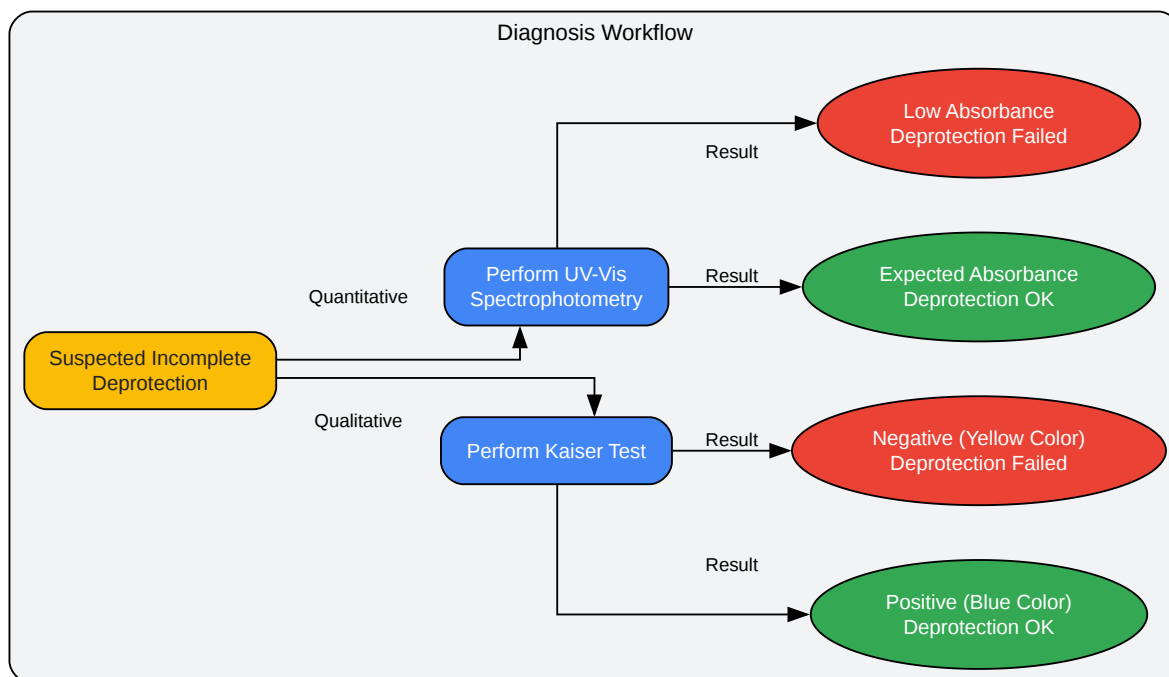 Diagnosis Workflow
Low Absorbance
Deprotection Failed
Result
Perform UV-Vis
Spectrophotometry
Result
Expected Absorbance
Deprotection OK
Quantitative
Suspected Incomplete
Deprotection
Qualitative
Perform Kaiser Test
Result
Negative (Yellow Color)
Deprotection Failed
Result
Positive (Blue Color)
Deprotection OK